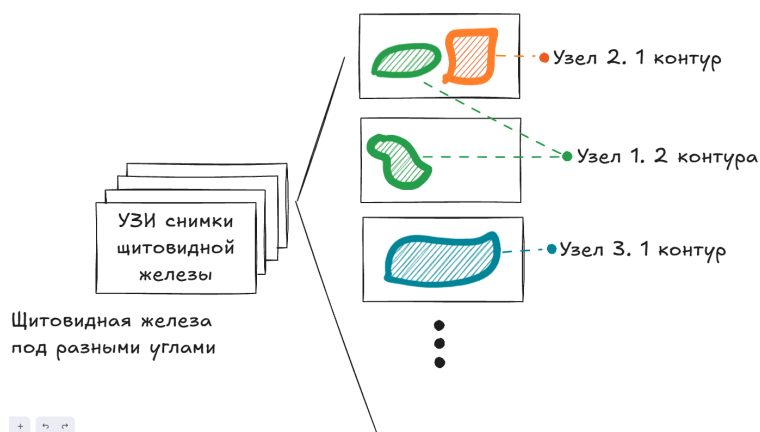 Узел 2. 1 контур
Узел 1. 2 контура
УЗИ снимки
щитовидной
железы
Узел 3. 1 контур
Щитовидная железа
под разными углами